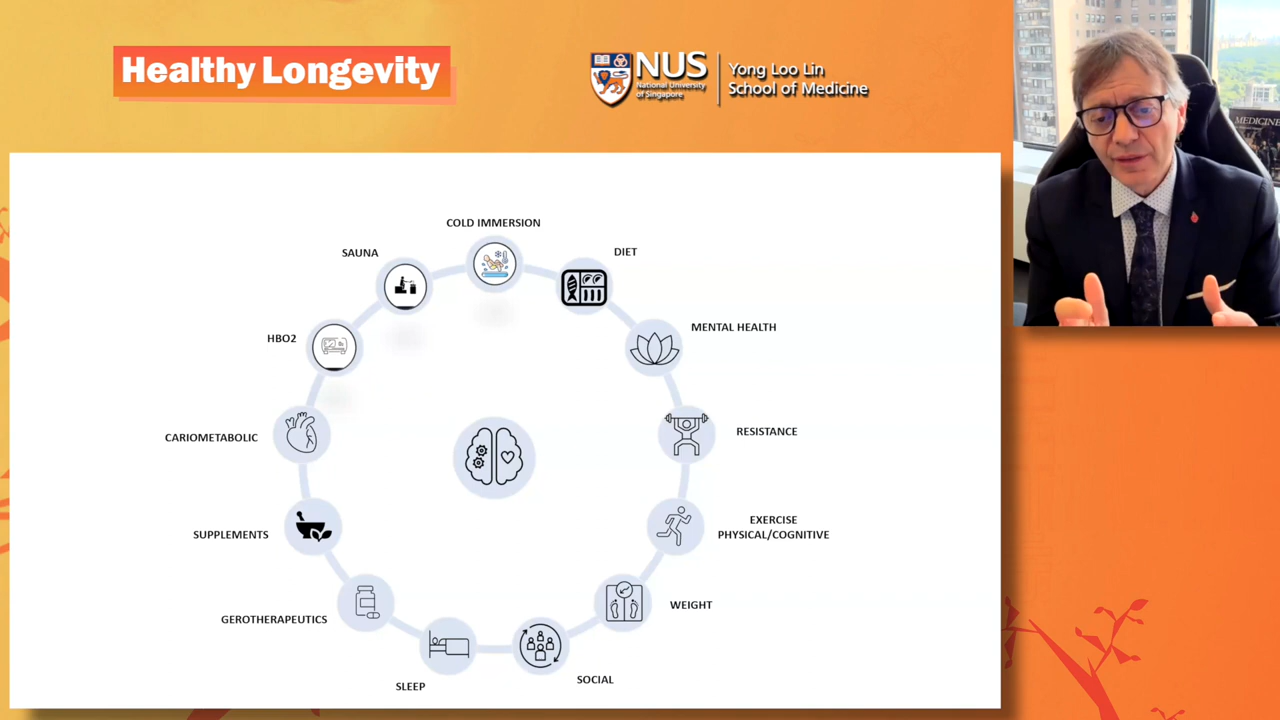 Healthy Longevity
NUS
National University
of Singapore
Yong Loo Lin
School of Medicine
MEDICINE
COLD IMMERSION
SAUNA
DIET
HBO2
MENTAL HEALTH
CARIOMETABOLIC
RESISTANCE
SUPPLEMENTS
EXERCISE
PHYSICAL/COGNITIVE
GEROTHERAPEUTICS
WEIGHT
SLEEP
SOCIAL